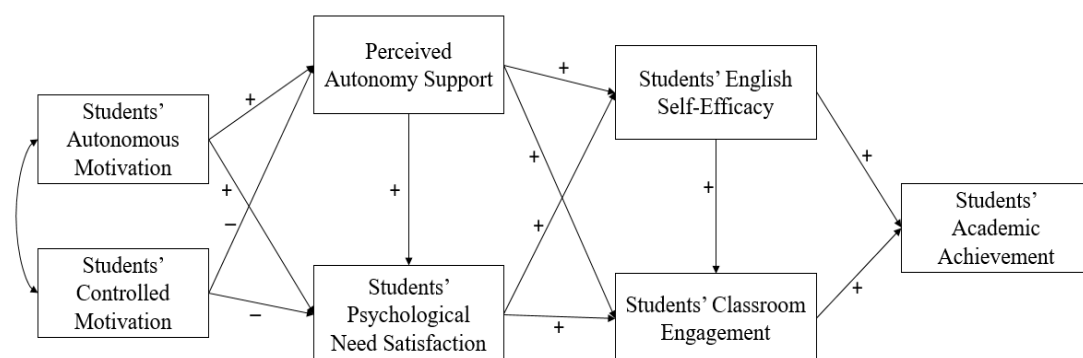 Perceived
Autonomy Support
Students' English
Self-Efficacy
Students'
Autonomous
Motivation
Students'
Academic
Achievement
Students'
Controlled
Motivation
Students'
Psychological
Need Satisfaction
Students' Classroom
Engagement
+
+
–
–
+
+
+
+
+
+
+
+